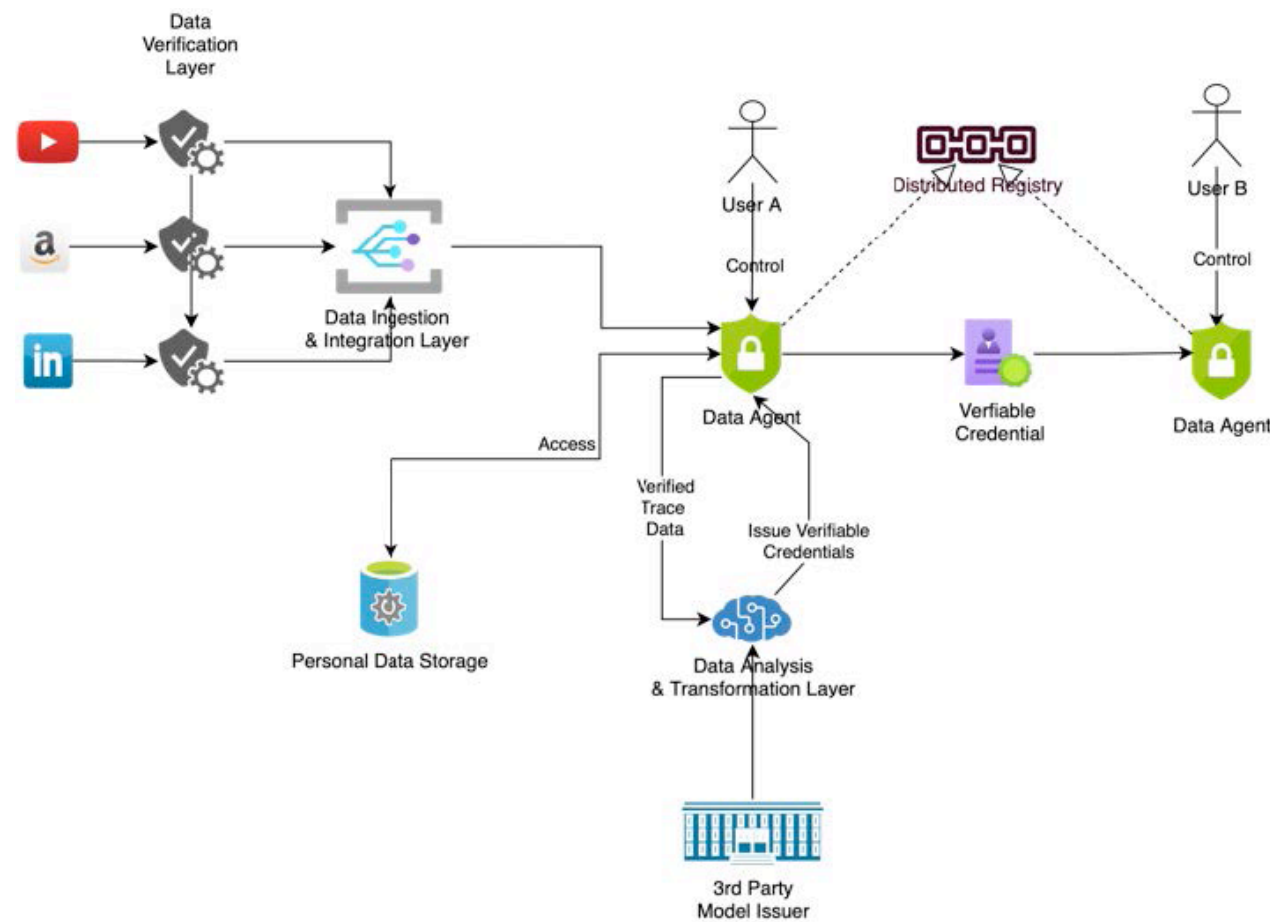 Data
Verification
Layer
a
in
Data Ingestion
& Integration Layer
User A
Control
Distributed Registry
User B
Control
Data Agent
Verfiable
Credential
Data Agent
Access
Verified
Trace
Data
Issue Verifiable
Credentials
Personal Data Storage
Data Analysis
& Transformation Layer
3rd Party
Model Issuer